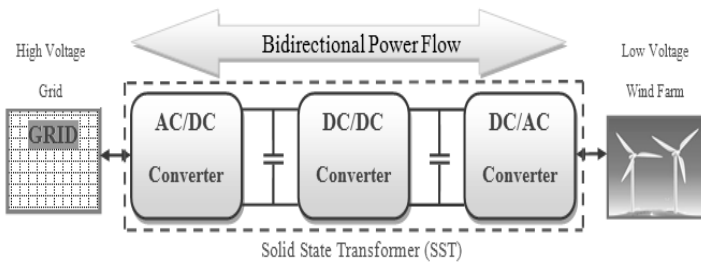 Bidirectional Power Flow
High Voltage
Grid
GRID
AC/DC
Converter
DC/DC
Converter
DC/AC
Converter
Low Voltage
Wind Farm
Solid State Transformer (SST)